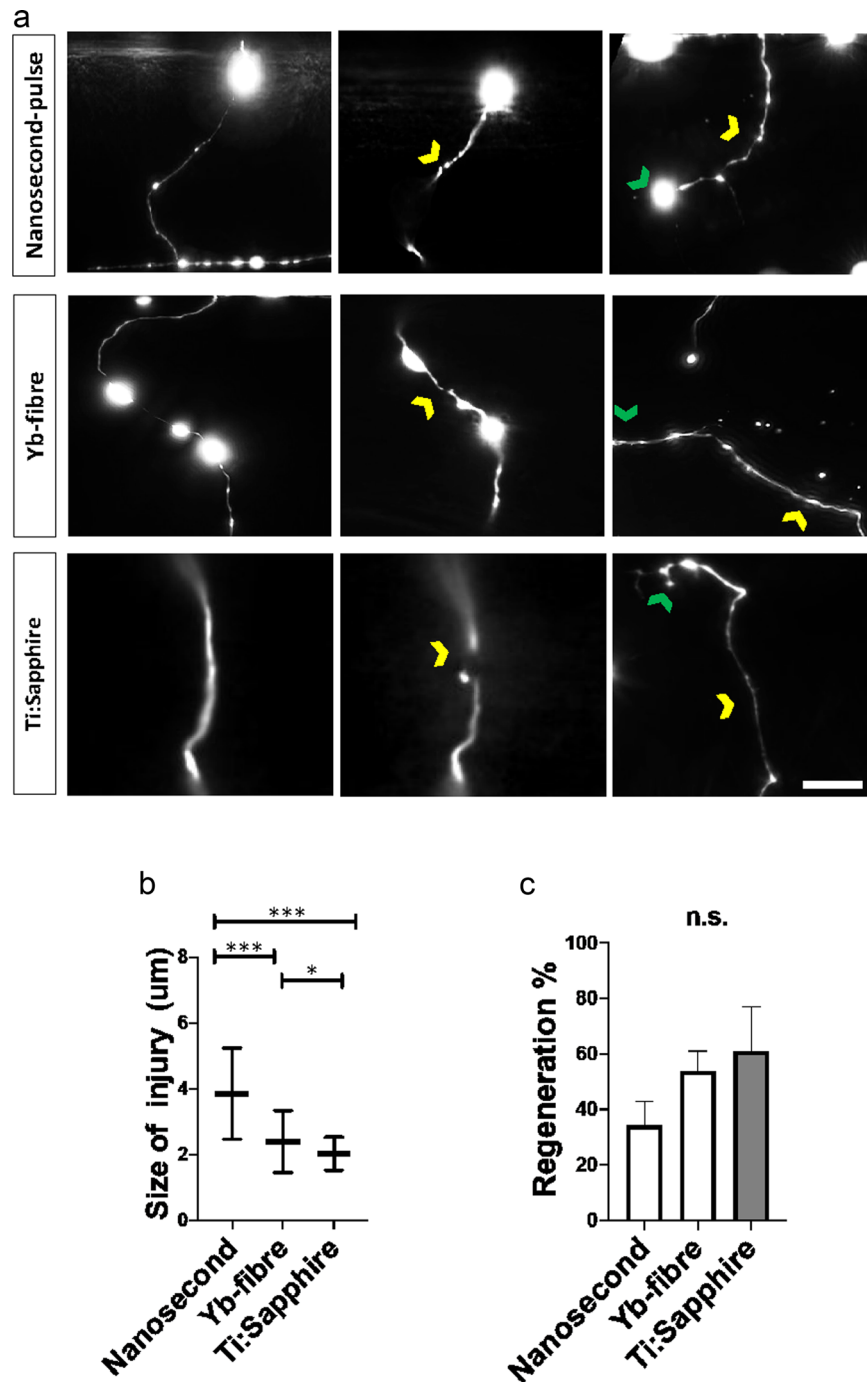 a
Nanosecond-pulse
Yb-fibre
Ti:Sapphire
b
***
***
*
Size of injury (um)
8
6
4
2
0
Nanosecond
Yb-fibre
Ti:Sapphire
c
n.s.
Regeneration %
100
80
60
40
20
0
Nanosecond
Yb-fibre
Ti:Sapphire